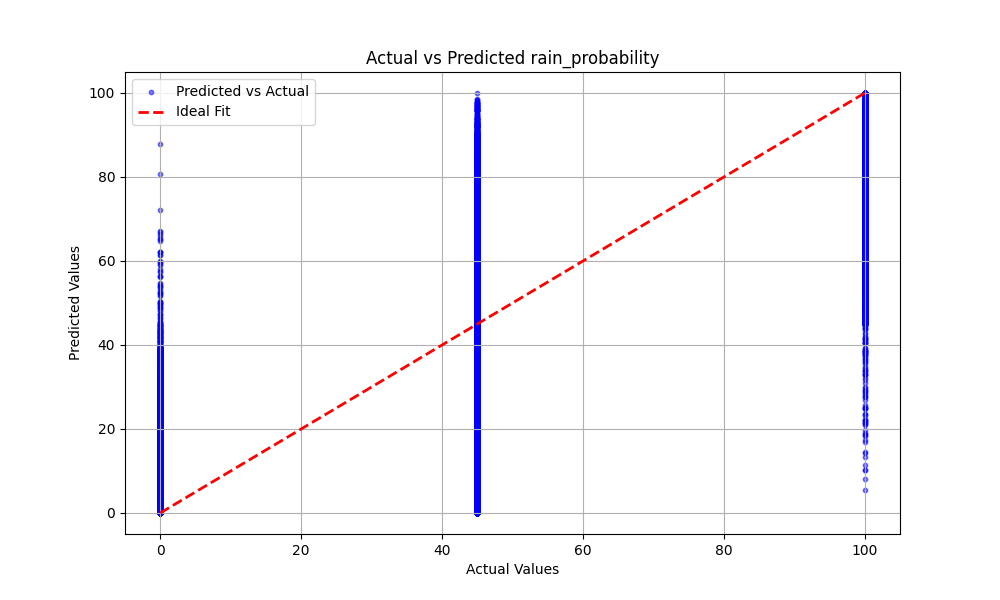 Actual vs Predicted rain_probability
Predicted vs Actual
Ideal Fit
Predicted Values
100
80
60
40
20
0
0 20 40 60 80 100
Actual Values